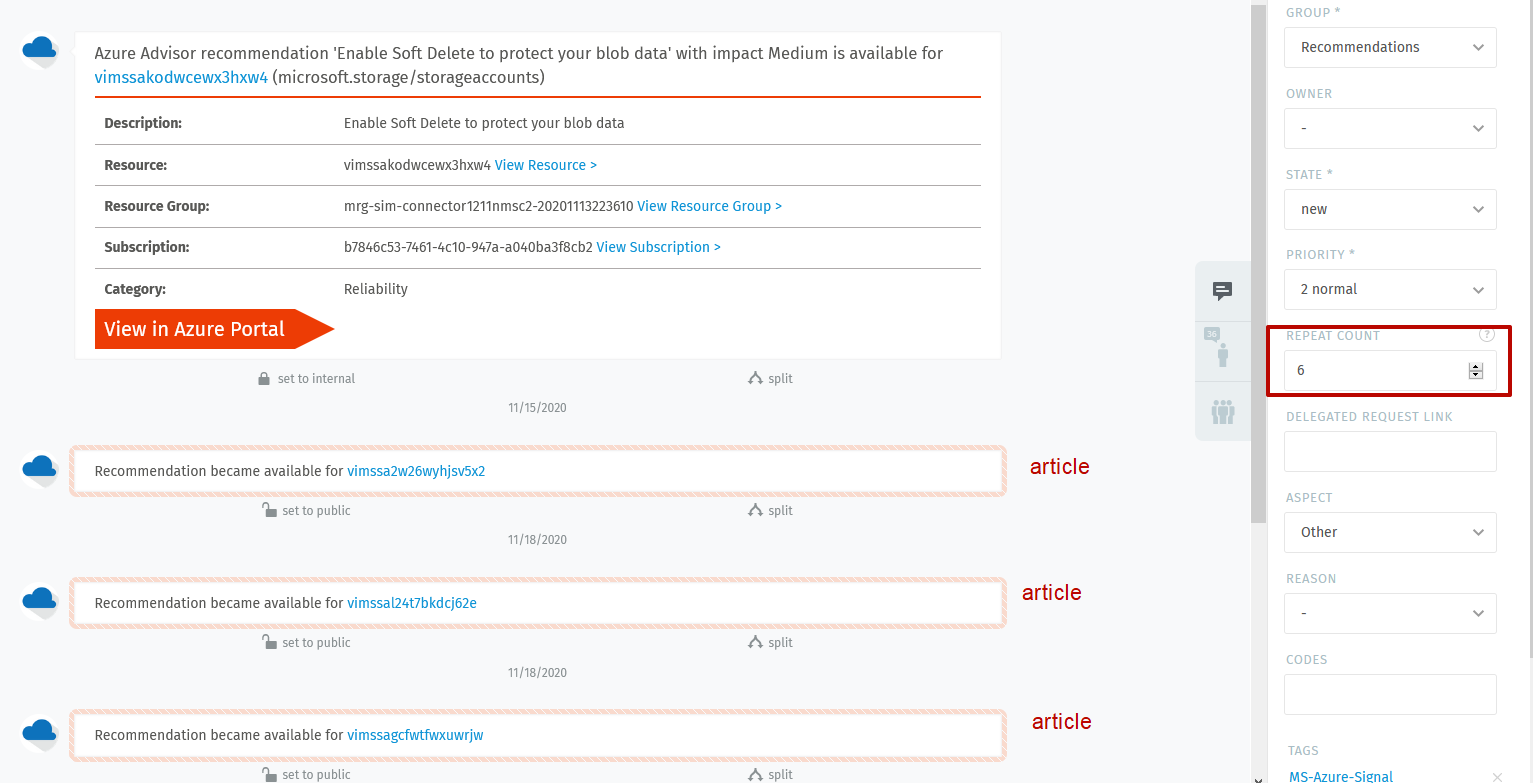 Azure Advisor recommendation 'Enable Soft Delete to protect your blob data' with impact Medium is available for
vimssakodwcewx3hxw4 (microsoft.storage/storageaccounts)
Description: Enable Soft Delete to protect your blob data
Resource: vimssakodwcewx3hxw4 View Resource >
Resource Group: mrg-sim-connector1211nmsc2-20201113223610 View Resource Group >
Subscription: b7846c53-7461-4c10-947a-a040ba3f8cb2 View Subscription >
Category: Reliability
View in Azure Portal
set to internal split
11/15/2020
Recommendation became available for vimssa2w26wyhjsv5x2
article
set to public split
11/18/2020
Recommendation became available for vimssal24t7bkdcj62e
article
set to public split
11/18/2020
Recommendation became available for vimssagcfwtfwxuwrjw
article
set to public split
36
GROUP *
Recommendations
OWNER
-
STATE *
new
PRIORITY *
2 normal
REPEAT COUNT ?
6
DELEGATED REQUEST LINK
ASPECT
Other
REASON
-
CODES
TAGS
MS-Azure-Signal